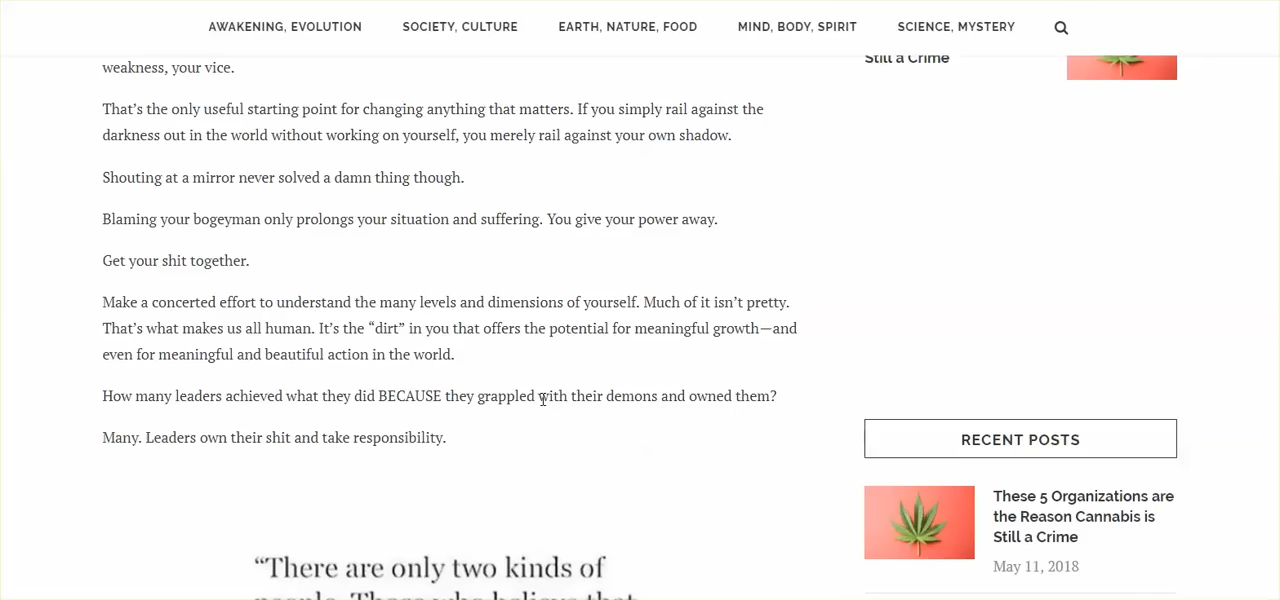 AWAKENING, EVOLUTION SOCIETY, CULTURE EARTH, NATURE, FOOD MIND, BODY, SPIRIT SCIENCE, MYSTERY
weakness, your vice.
That’s the only useful starting point for changing anything that matters. If you simply rail against the
darkness out in the world without working on yourself, you merely rail against your own shadow.
Shouting at a mirror never solved a damn thing though.
Blaming your bogeyman only prolongs your situation and suffering. You give your power away.
Get your shit together.
Make a concerted effort to understand the many levels and dimensions of yourself. Much of it isn’t pretty.
That’s what makes us all human. It’s the “dirt” in you that offers the potential for meaningful growth—and
even for meaningful and beautiful action in the world.
How many leaders achieved what they did BECAUSE they grappled with their demons and owned them?
Many. Leaders own their shit and take responsibility.
“There are only two kinds of
people. Those who believe that
Still a Crime
RECENT POSTS
These 5 Organizations are
the Reason Cannabis is
Still a Crime
May 11, 2018